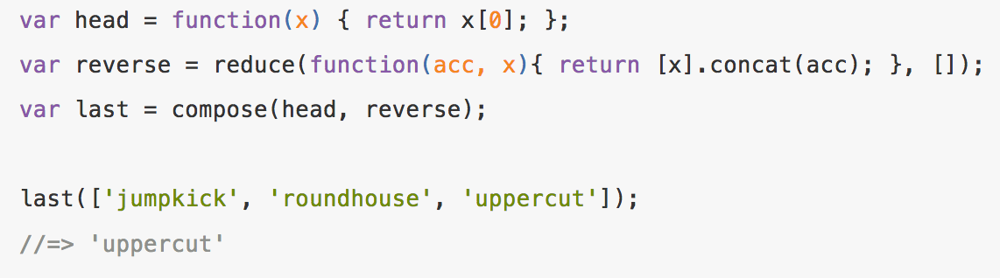 var head = function(x) { return x[0]; };
var reverse = reduce(function(acc, x){ return [x].concat(acc); }, []);
var last = compose(head, reverse);
last(['jumpkick', 'roundhouse', 'uppercut']);
//=> 'uppercut'